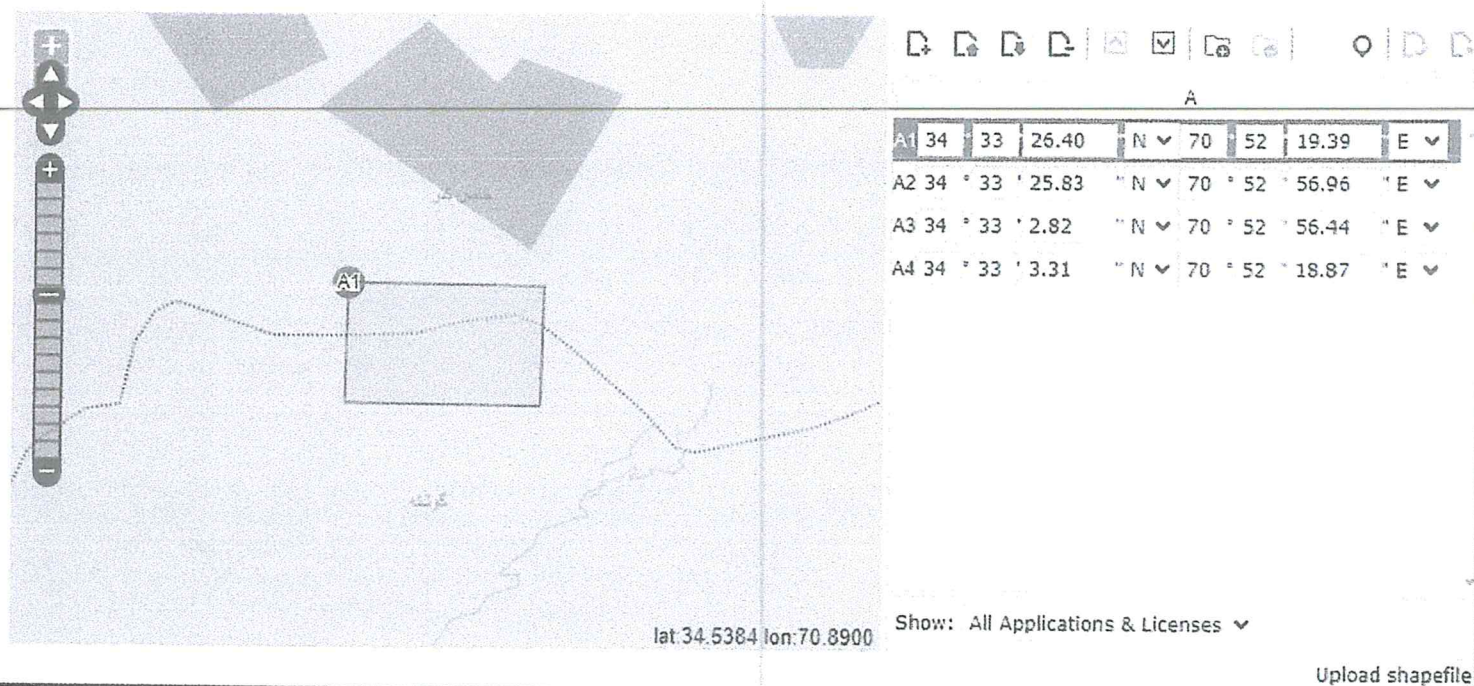 A
A1 34 ° 33 ' 26.40 " N 70 ° 52 ' 19.39 " E
A2 34 ° 33 ' 25.83 " N 70 ° 52 ' 56.96 " E
A3 34 ° 33 ' 2.82 " N 70 ° 52 ' 56.44 " E
A4 34 ° 33 ' 3.31 " N 70 ° 52 ' 18.87 " E
A1
lat:34.5384 lon:70.8900
Show: All Applications & Licenses
Upload shapefile